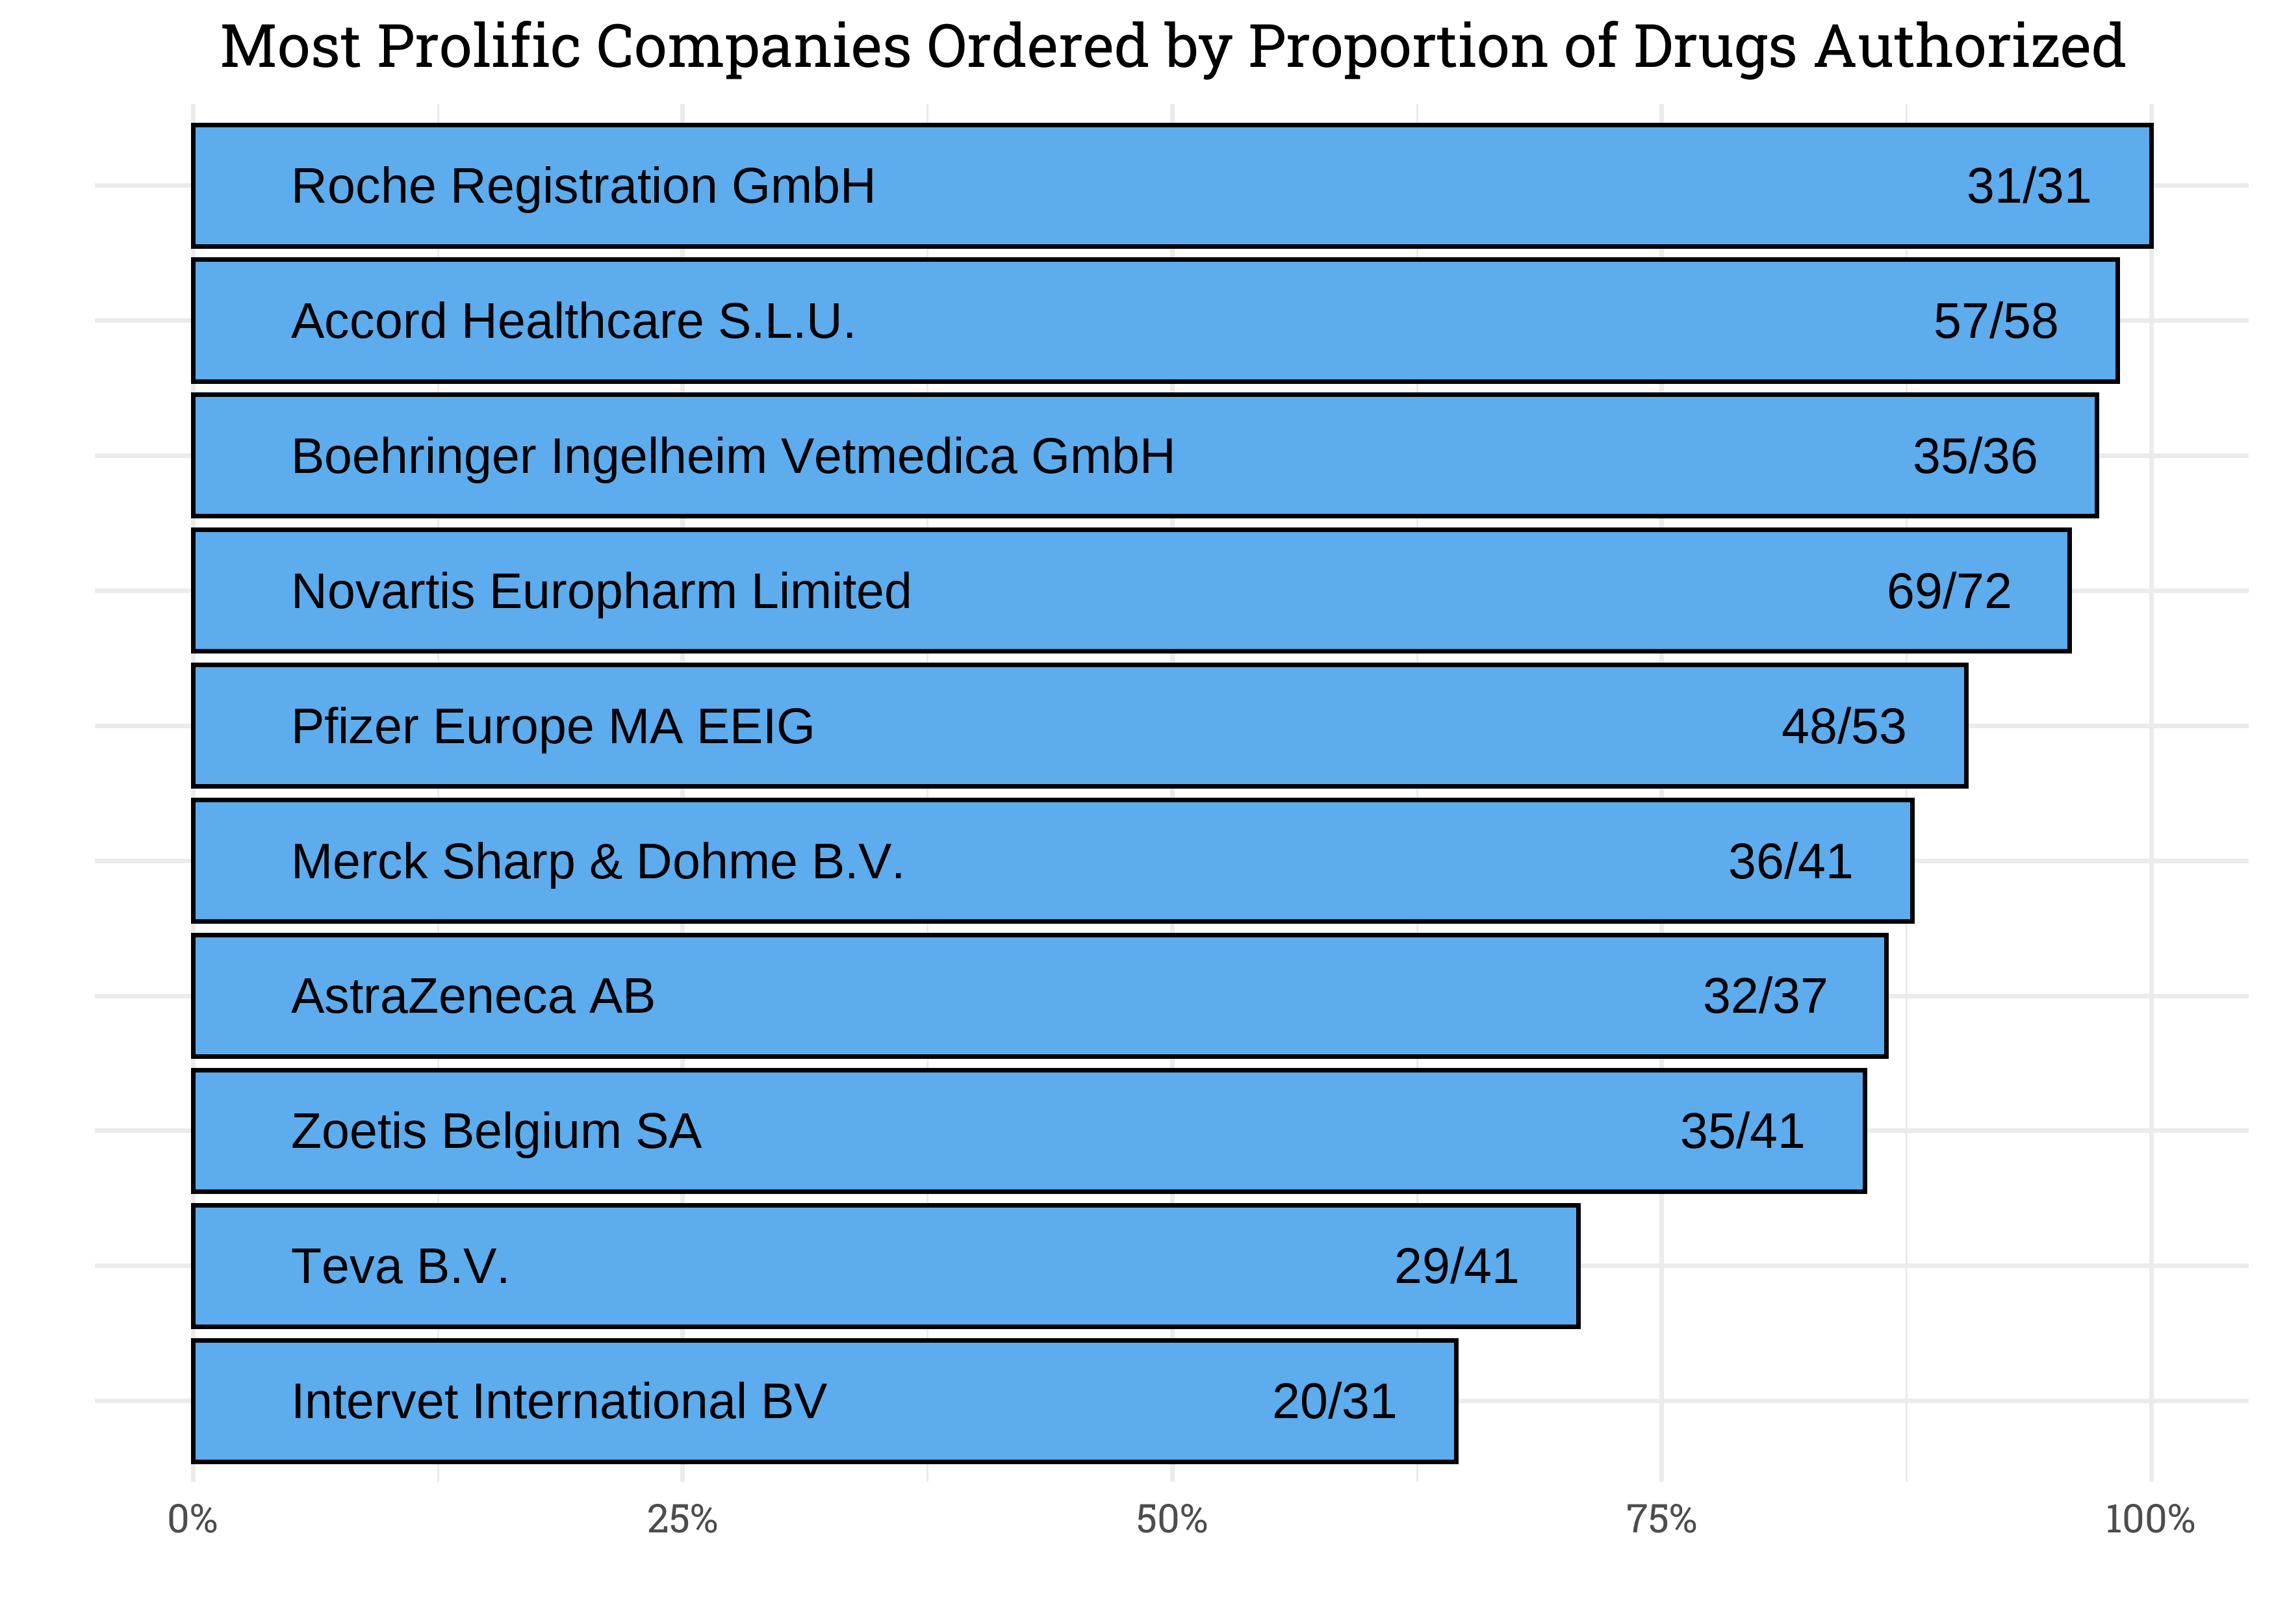 Most Prolific Companies Ordered by Proportion of Drugs Authorized
Roche Registration GmbH 31/31
Accord Healthcare S.L.U. 57/58
Boehringer Ingelheim Vetmedica GmbH 35/36
Novartis Europharm Limited 69/72
Pfizer Europe MA EEIG 48/53
Merck Sharp & Dohme B.V. 36/41
AstraZeneca AB 32/37
Zoetis Belgium SA 35/41
Teva B.V. 29/41
Intervet International BV 20/31
0% 25% 50% 75% 100%